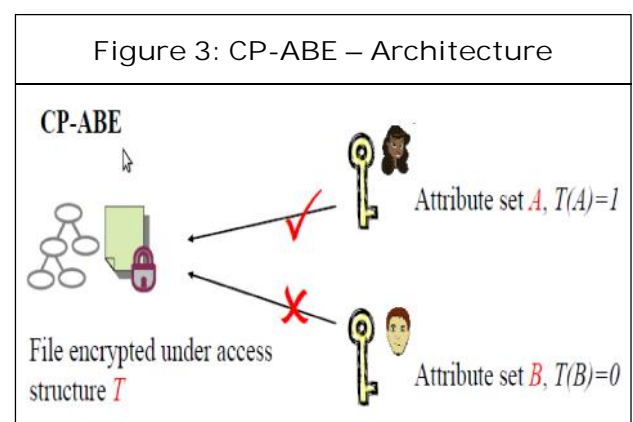 Figure 3: CP-ABE – Architecture
CP-ABE
Attribute set A, T(A)=1
File encrypted under access
structure T
Attribute set B, T(B)=0